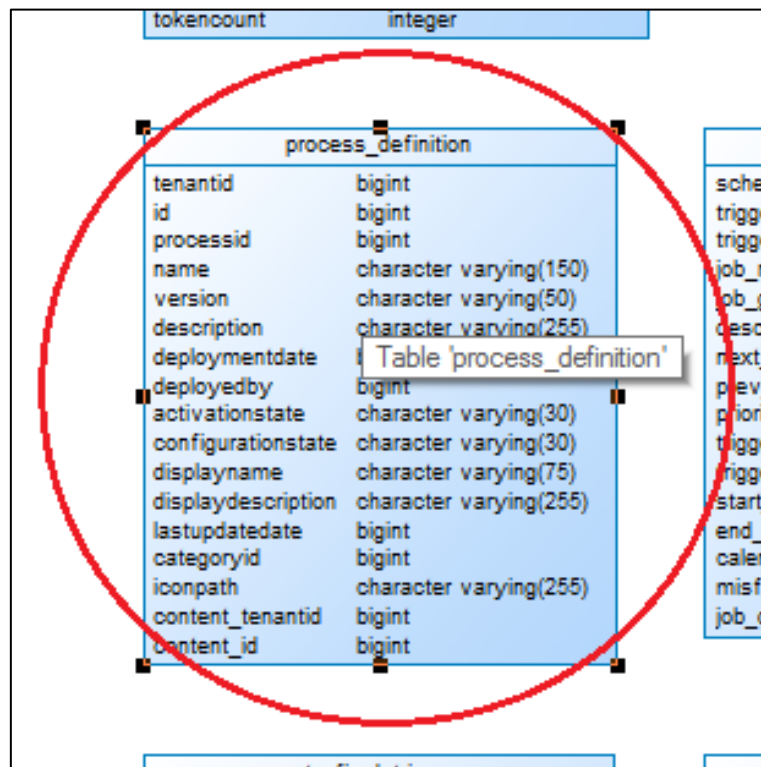 tokencount integer
process_definition
tenantid bigint
id bigint
processid bigint
name character varying(150)
version character varying(50)
description character varying(255)
deploymentdate
Table 'process_definition'
deployedby bigint
activationstate character varying(30)
configurationstate character varying(30)
displayname character varying(75)
displaydescription character varying(255)
lastupdatedate bigint
categoryid bigint
iconpath character varying(255)
content_tenantid bigint
content_id bigint